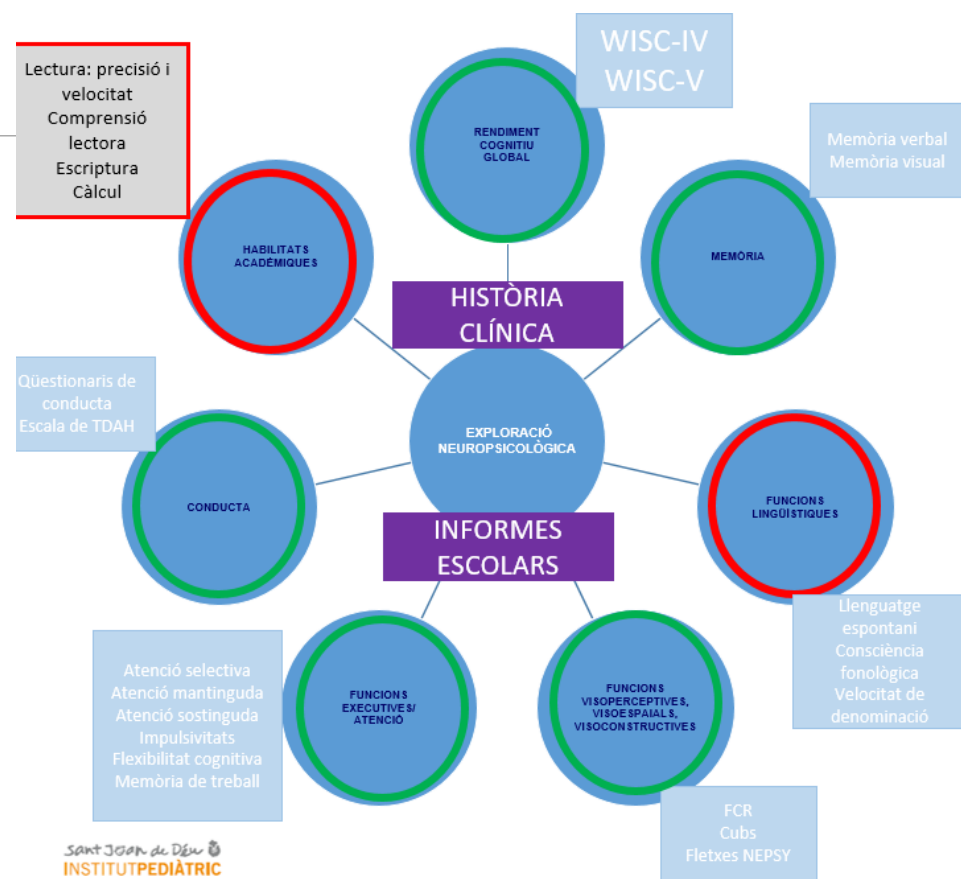 WISC-IV
WISC-V
Lectura: precisió i
velocitat
Comprensió
lectora
Escriptura
Càlcul
RENDIMENT
COGNITIU
GLOBAL
Memòria verbal
Memòria visual
HABILITATS
ACADÈMIQUES
MEMÒRIA
HISTÒRIA
CLÍNICA
Qüestionaris de
conducta
Escala de TDAH
EXPLORACIÓ
NEUROPSICOLÒGICA
CONDUCTA
FUNCIONS
LINGÜÍSTIQUES
INFORMES
ESCOLARS
Llenguatge
espontani
Consciència
fonològica
Velocitat de
denominació
Atenció selectiva
Atenció mantinguda
Atenció sostinguda
Impulsivitats
Flexibilitat cognitiva
Memòria de treball
FUNCIONS
EXECUTIVES/
ATENCIÓ
FUNCIONS
VISOPERCEPTIVES,
VISOESPAIALS,
VISOCONSTRUCTIVES
FCR
Cubs
Fletxes NEPSY
Sant Joan de Déu
INSTITUTPEDIÀTRIC